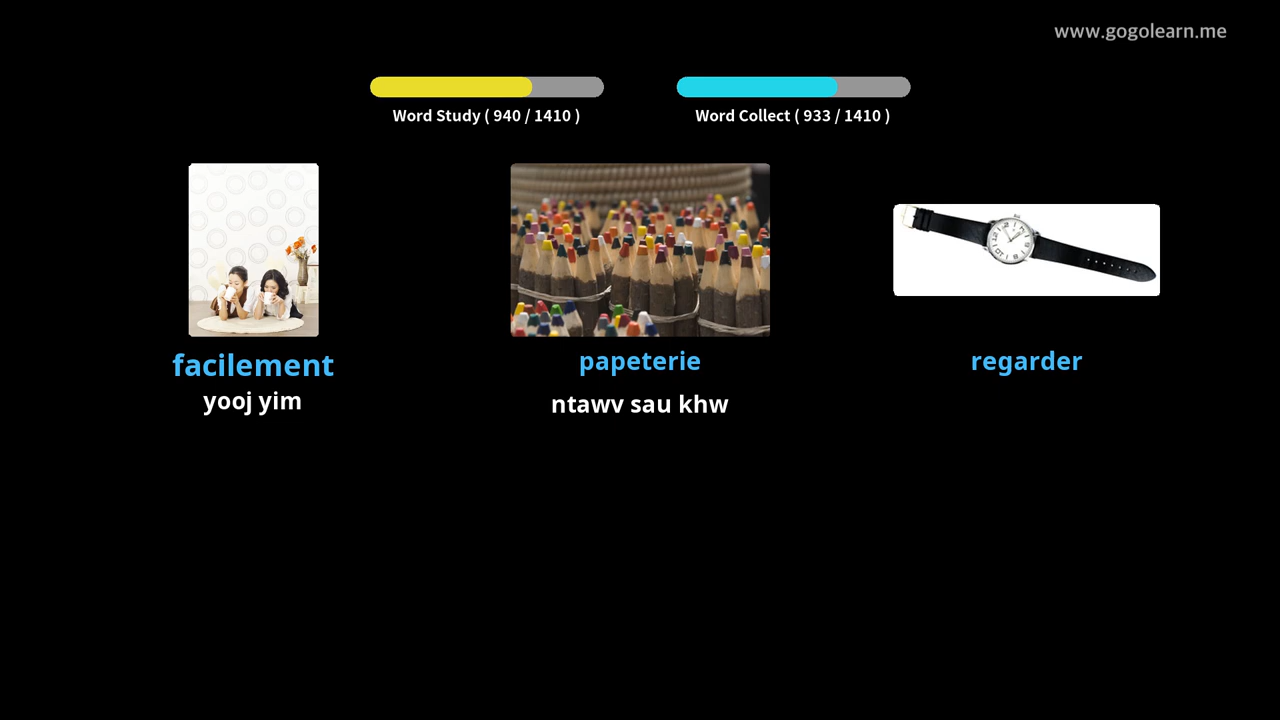 www.gogolearn.me
Word Study ( 940 / 1410 )
Word Collect ( 933 / 1410 )
facilement
yooj yim
papeterie
ntawv sau khw
regarder